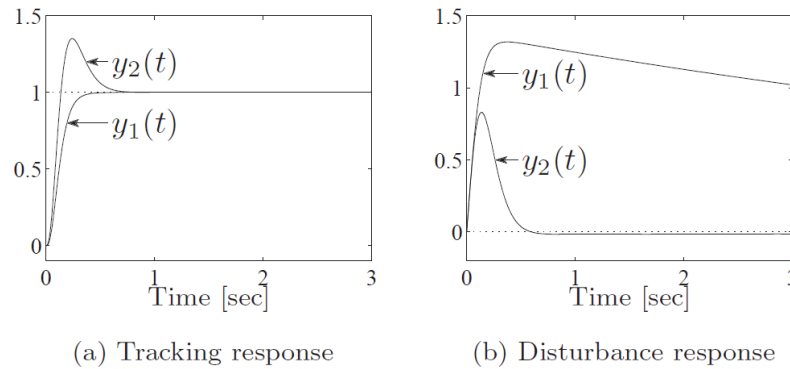 1.5
1
0.5
0
y₂(t)
y₁(t)
0
1
2
3
Time [sec]
(a) Tracking response
1.5
1
0.5
0
y₁(t)
y₂(t)
0
1
2
3
Time [sec]
(b) Disturbance response